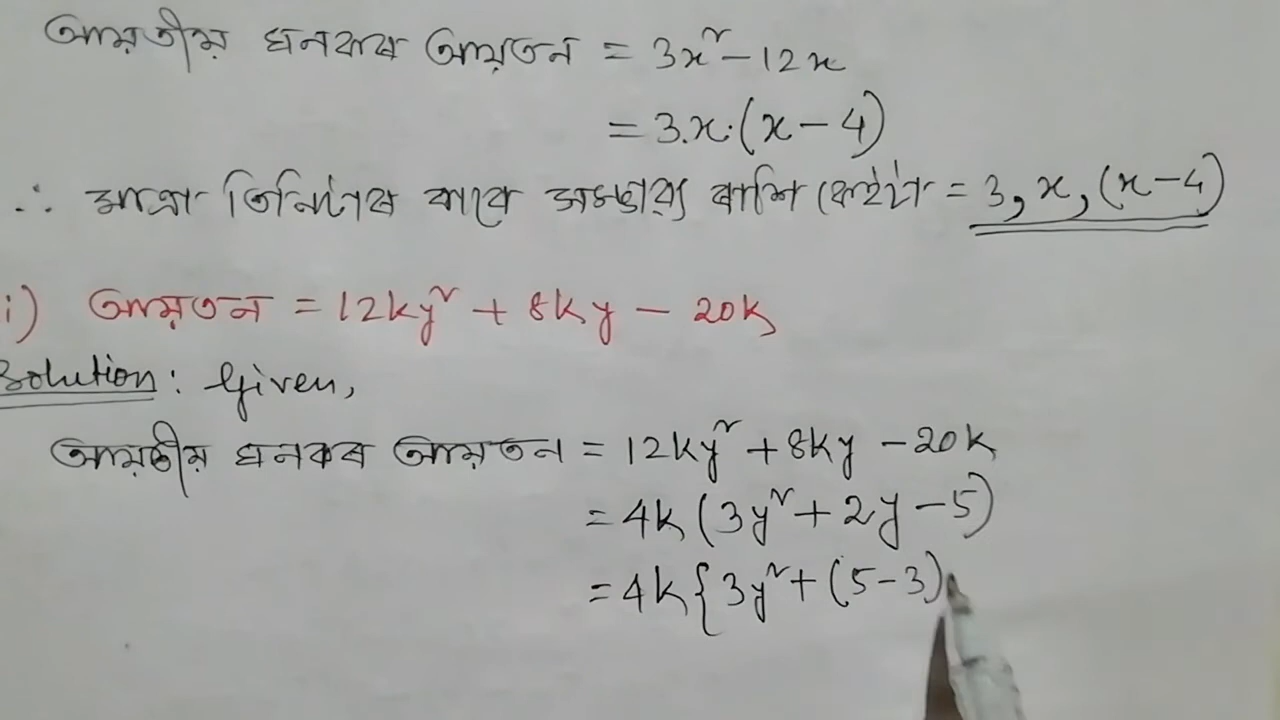 আয়তীয় ঘনকৰ আয়তন = 3x² - 12x
= 3.x.(x - 4)
∴ মাত্ৰা তিনিটাৰ বাবে সম্ভাব্য ৰাশি কেইটা = 3, x, (x - 4)
i) আয়তন = 12ky² + 8ky - 20k
Solution: Given,
আয়তীয় ঘনকৰ আয়তন = 12ky² + 8ky - 20k
= 4k (3y² + 2y - 5)
= 4k {3y² + (5 - 3)